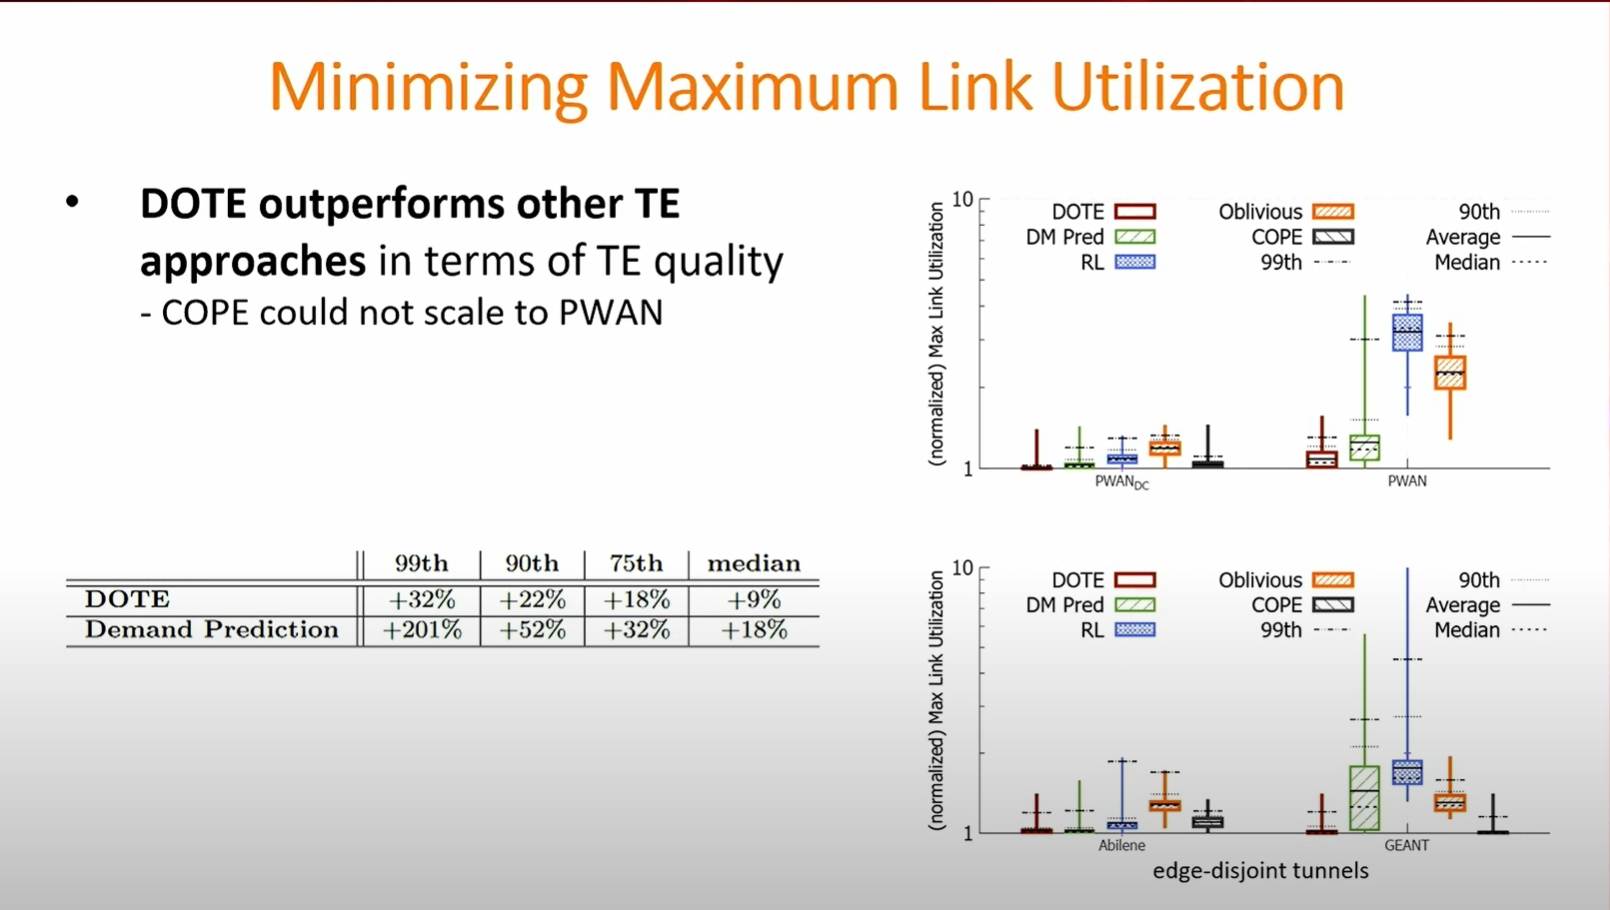 Minimizing Maximum Link Utilization
• DOTE outperforms other TE
approaches in terms of TE quality
- COPE could not scale to PWAN
99th 90th 75th median
DOTE +32% +22% +18% +9%
Demand Prediction +201% +52% +32% +18%
(normalized) Max Link Utilization
10
1
DOTE Oblivious 90th
DM Pred COPE Average
RL 99th Median
PWANDC PWAN
(normalized) Max Link Utilization
10
1
DOTE Oblivious 90th
DM Pred COPE Average
RL 99th Median
Abilene GEANT
edge-disjoint tunnels